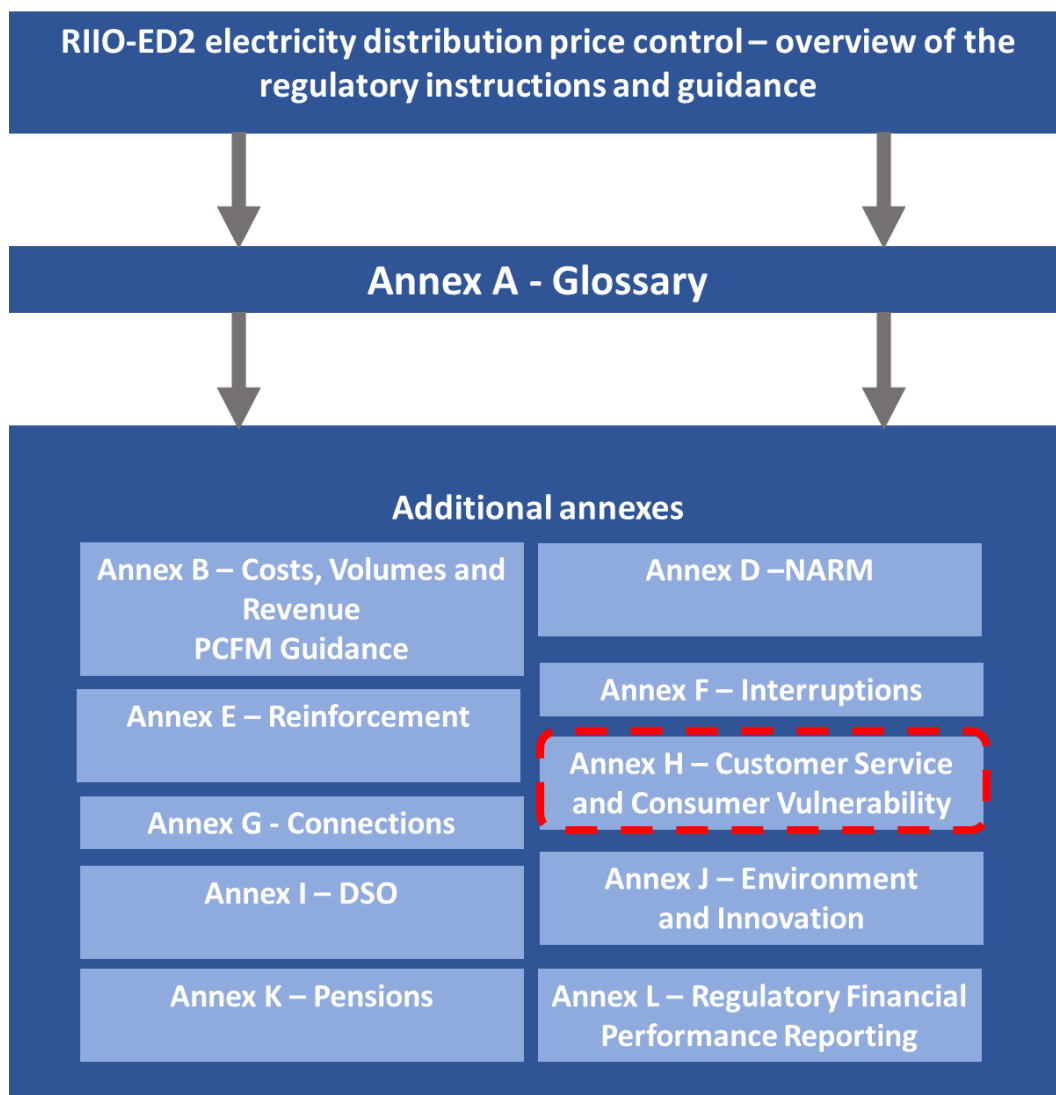 RIIO-ED2 electricity distribution price control – overview of the
regulatory instructions and guidance
Annex A - Glossary
Additional annexes
Annex B – Costs, Volumes and
Revenue
PCFM Guidance
Annex D –NARM
Annex E – Reinforcement
Annex F – Interruptions
Annex G - Connections
Annex H – Customer Service
and Consumer Vulnerability
Annex I – DSO
Annex J – Environment
and Innovation
Annex K – Pensions
Annex L – Regulatory Financial
Performance Reporting